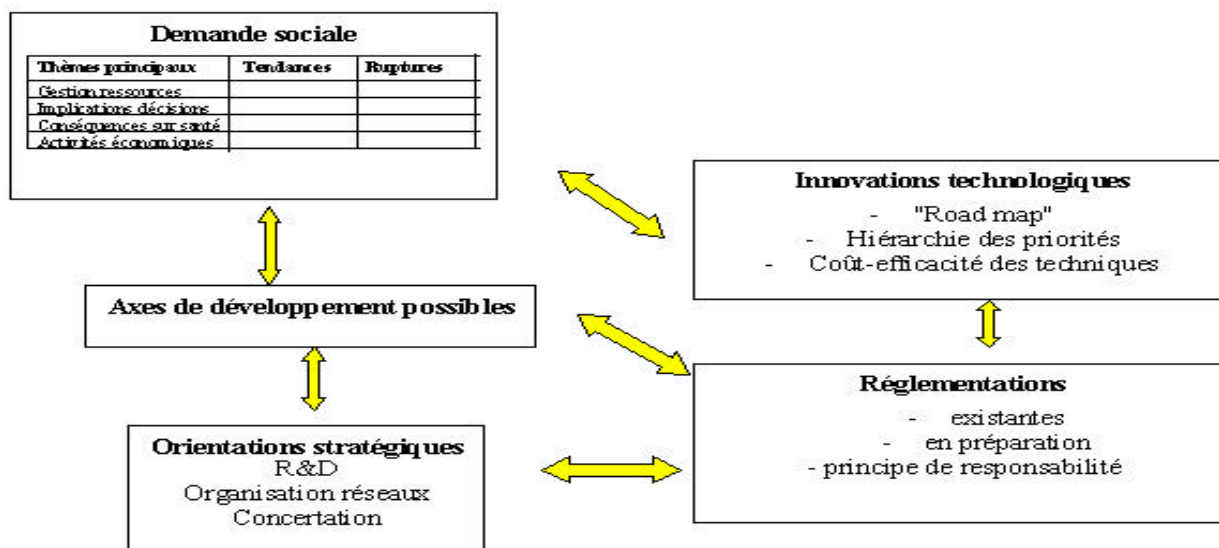 Demande sociale
Thèmes principaux Tendances Ruptures
Gestion ressources
Implications décisions
Conséquences sur santé
Activités économiques
Innovations technologiques
- "Road map"
- Hiérarchie des priorités
- Coût-efficacité des techniques
Axes de développement possibles
Réglementations
- existantes
- en préparation
- principe de responsabilité
Orientations stratégiques
R&D
Organisation réseaux
Concertation